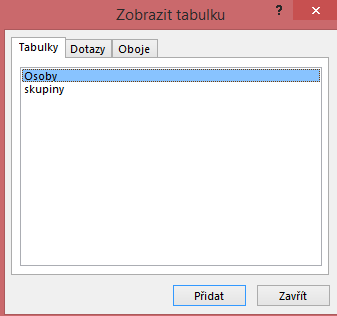 Zobrazit tabulku ?
Tabulky Dotazy Oboje
Osoby
skupiny
Přidat Zavřít